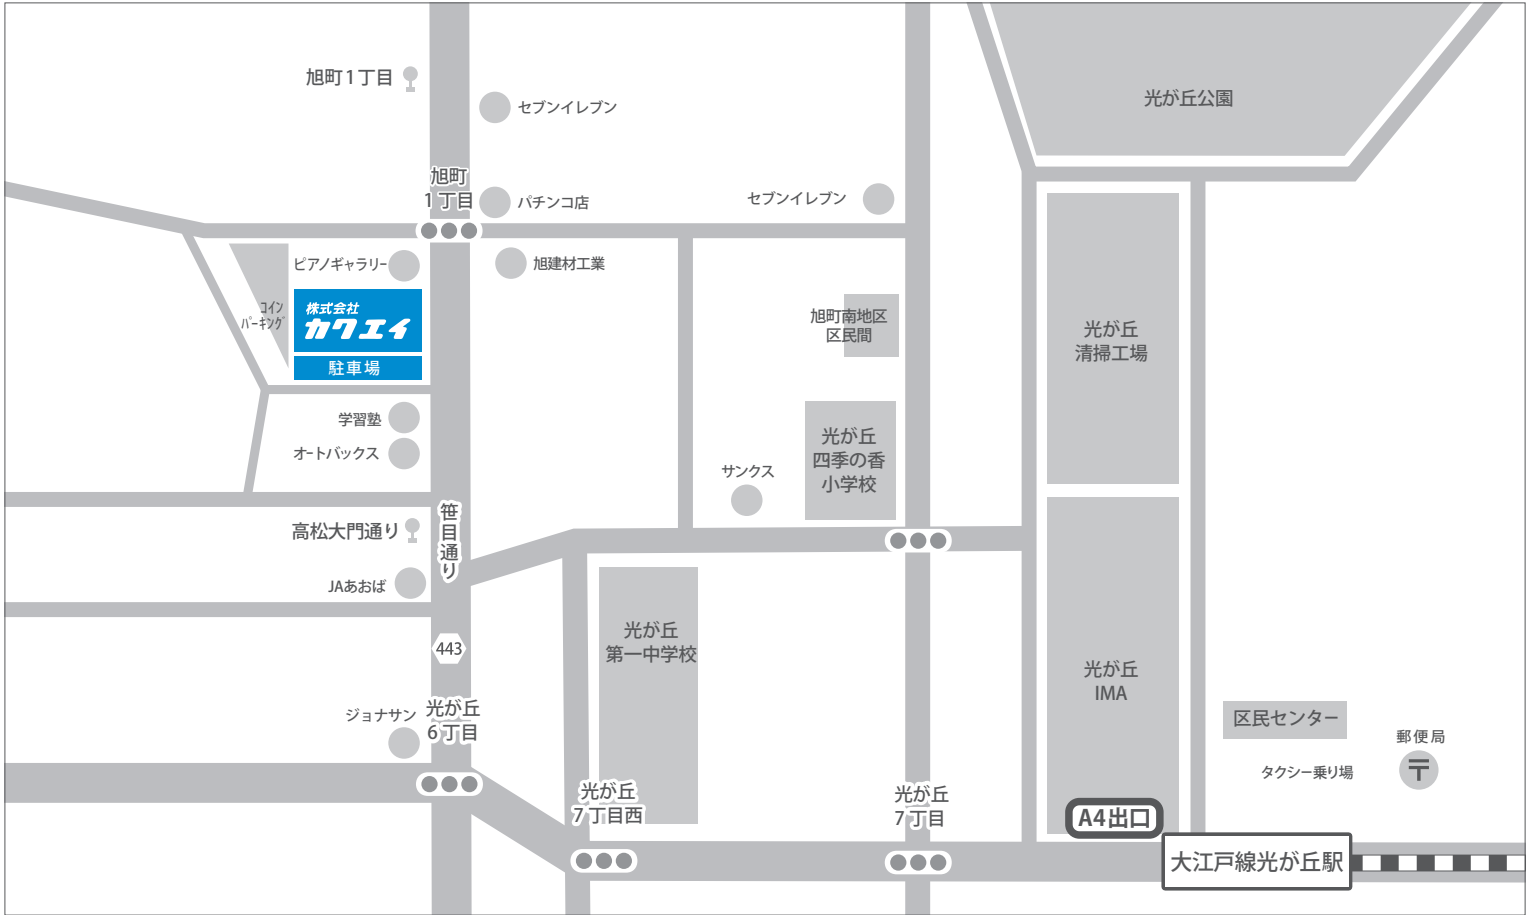 旭町1丁目
セブンイレブン
光が丘公園
旭町
1丁目
パチンコ店
セブンイレブン
ピアノギャラリー
旭建材工業
コイン
パーキング
株式会社
カクエイ
駐車場
旭町南地区
区民間
光が丘
清掃工場
学習塾
オートバックス
光が丘
四季の香
小学校
サンクス
高松大門通り
笹目通り
JAあおば
443
光が丘
第一中学校
光が丘
IMA
ジョナサン
光が丘
6丁目
区民センター
郵便局
〒
タクシー乗り場
光が丘
7丁目西
光が丘
7丁目
A4出口
大江戸線光が丘駅